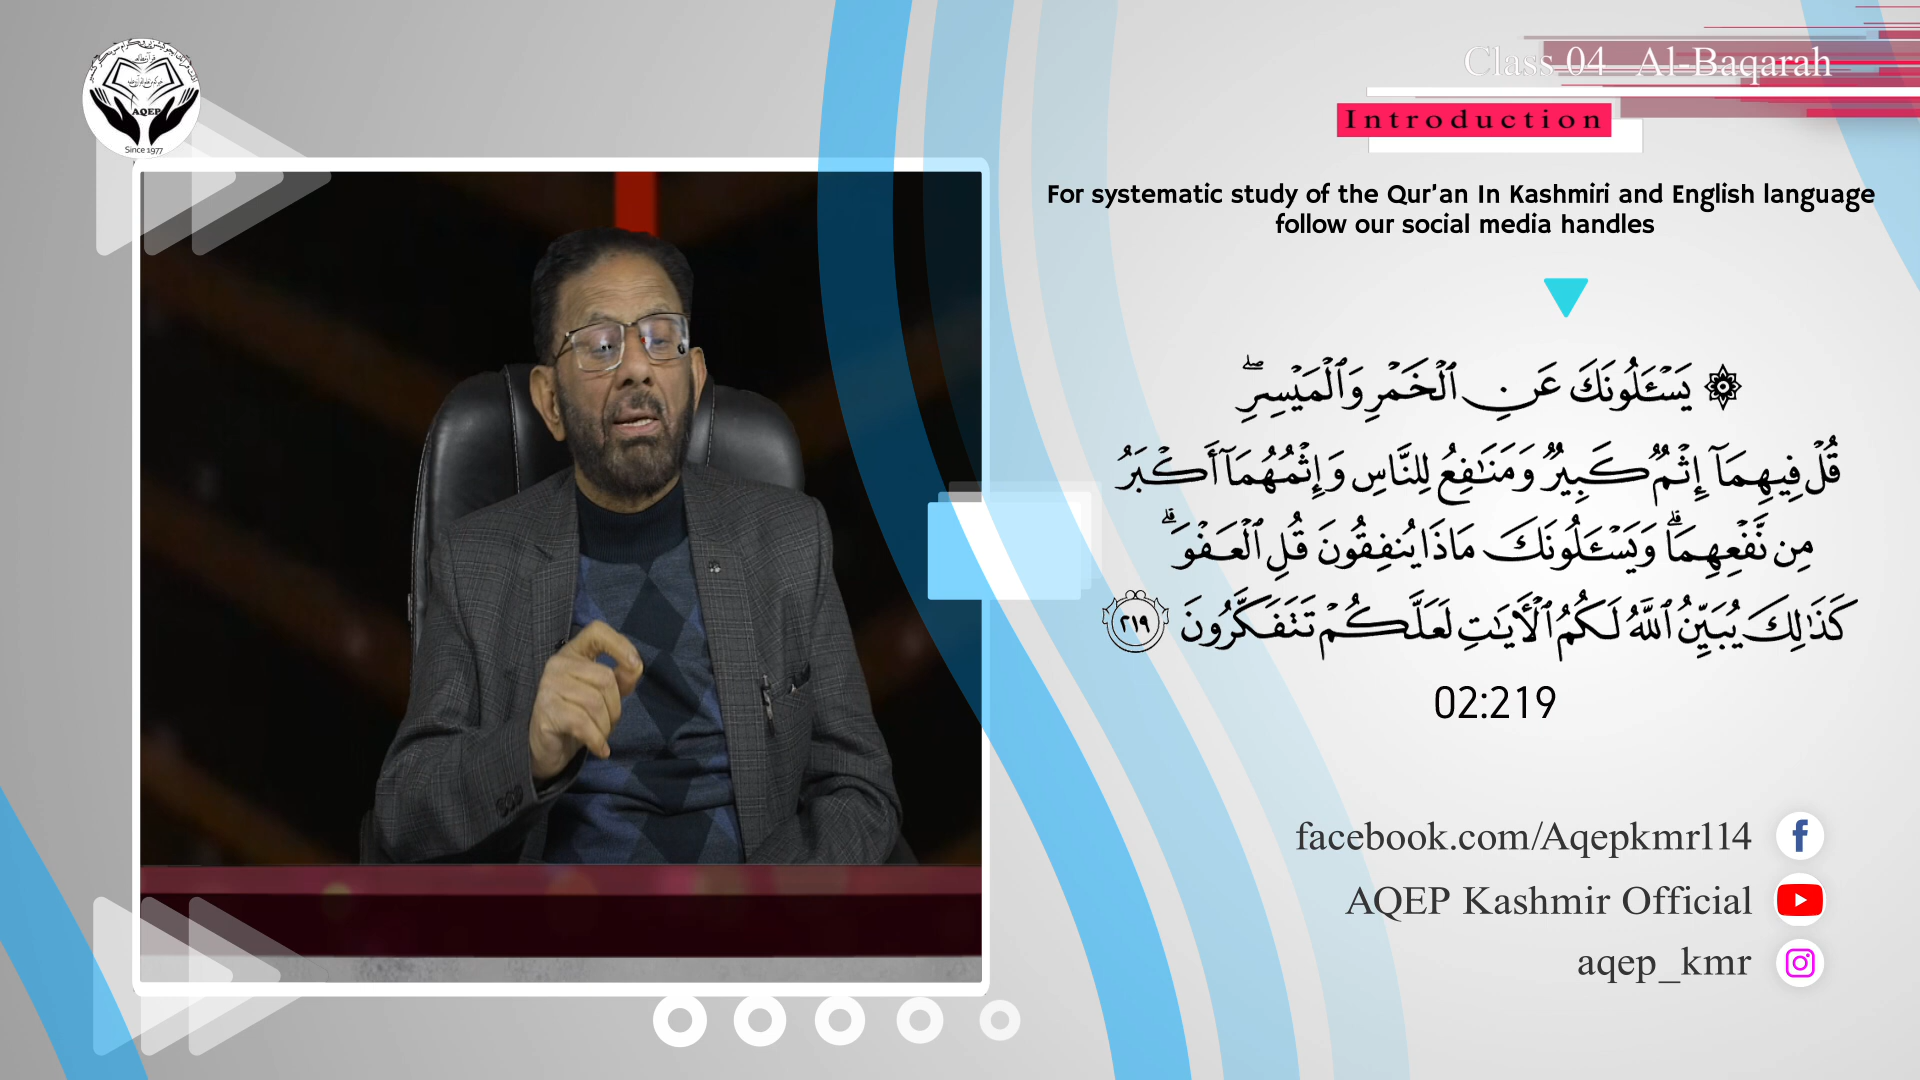 AQEP
Since 1977
Class 04 Al-Baqarah
Introduction
For systematic study of the Qur'an In Kashmiri and English language
follow our social media handles
۞ يَسْـَٔلُونَكَ عَنِ ٱلْخَمْرِ وَٱلْمَيْسِرِ ۖ
قُلْ فِيهِمَآ إِثْمٌ كَبِيرٌ وَمَنَـٰفِعُ لِلنَّاسِ وَإِثْمُهُمَآ أَكْبَرُ
مِن نَّفْعِهِمَا ۗ وَيَسْـَٔلُونَكَ مَاذَا يُنفِقُونَ قُلِ ٱلْعَفْوَ ۗ
كَذَٰلِكَ يُبَيِّنُ ٱللَّهُ لَكُمُ ٱلْـَٔايَـٰتِ لَعَلَّكُمْ تَتَفَكَّرُونَ ٢١٩
02:219
facebook.com/Aqepkmr114
AQEP Kashmir Official
aqep_kmr